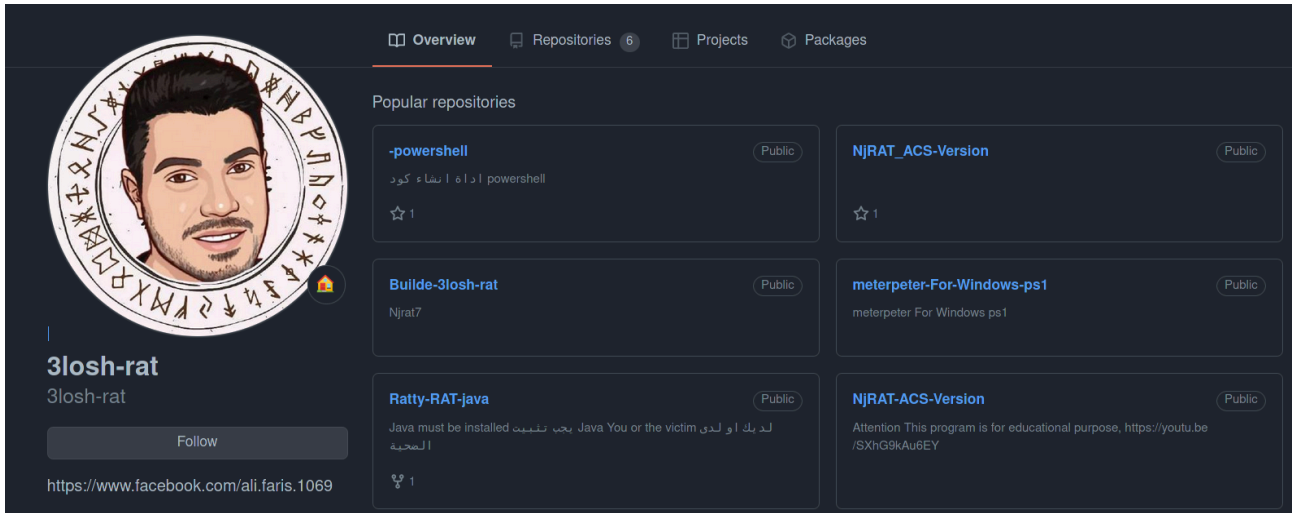 Overview
Repositories 6
Projects
Packages
Popular repositories
-powershell
Public
اداة انشاء كود powershell
1
NjRAT_ACS-Version
Public
1
Builde-3losh-rat
Public
Njrat7
meterpeter-For-Windows-ps1
Public
meterpeter For Windows ps1
Ratty-RAT-java
Public
Java must be installed يجب تثبيت Java You or the victim لديك او لدى
الضحية
1
NjRAT-ACS-Version
Public
Attention This program is for educational purpose, https://youtu.be
/SXhG9kAu6EY
3losh-rat
3losh-rat
Follow
https://www.facebook.com/ali.faris.1069